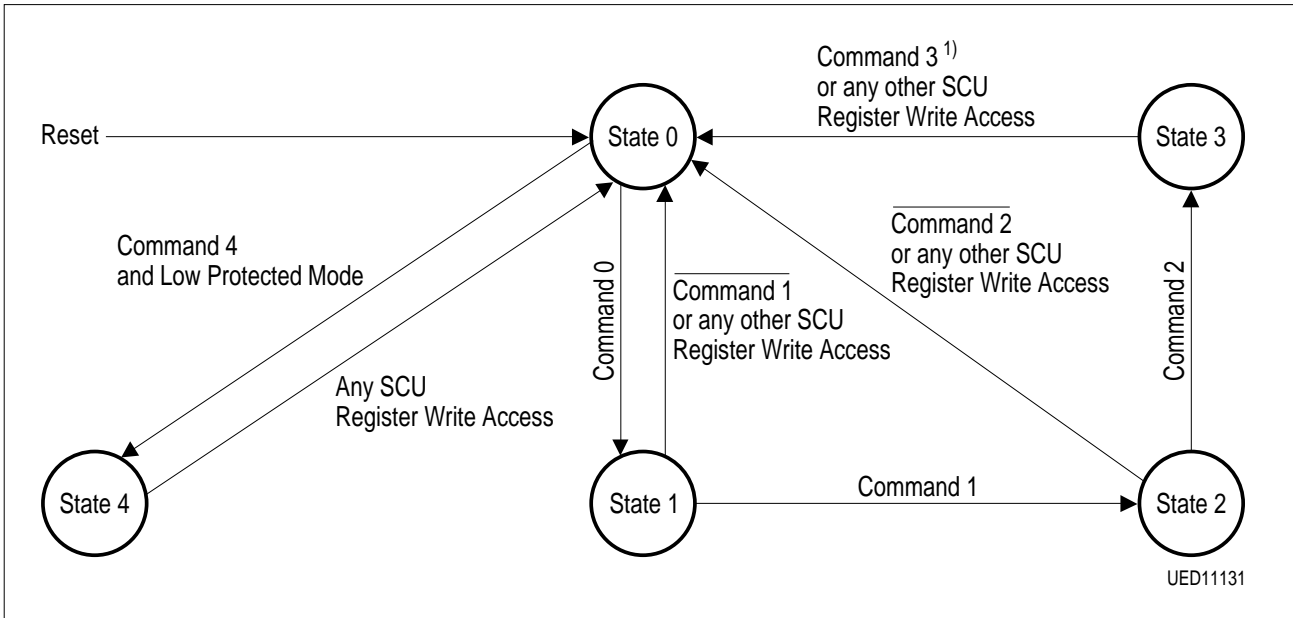 Command 3 1)
or any other SCU
Register Write Access
Reset
State 0
State 3
Command 4
and Low Protected Mode
Command 0
Command 1
or any other SCU
Register Write Access
Command 2
or any other SCU
Register Write Access
Command 2
Any SCU
Register Write Access
State 4
State 1
Command 1
State 2
UED11131